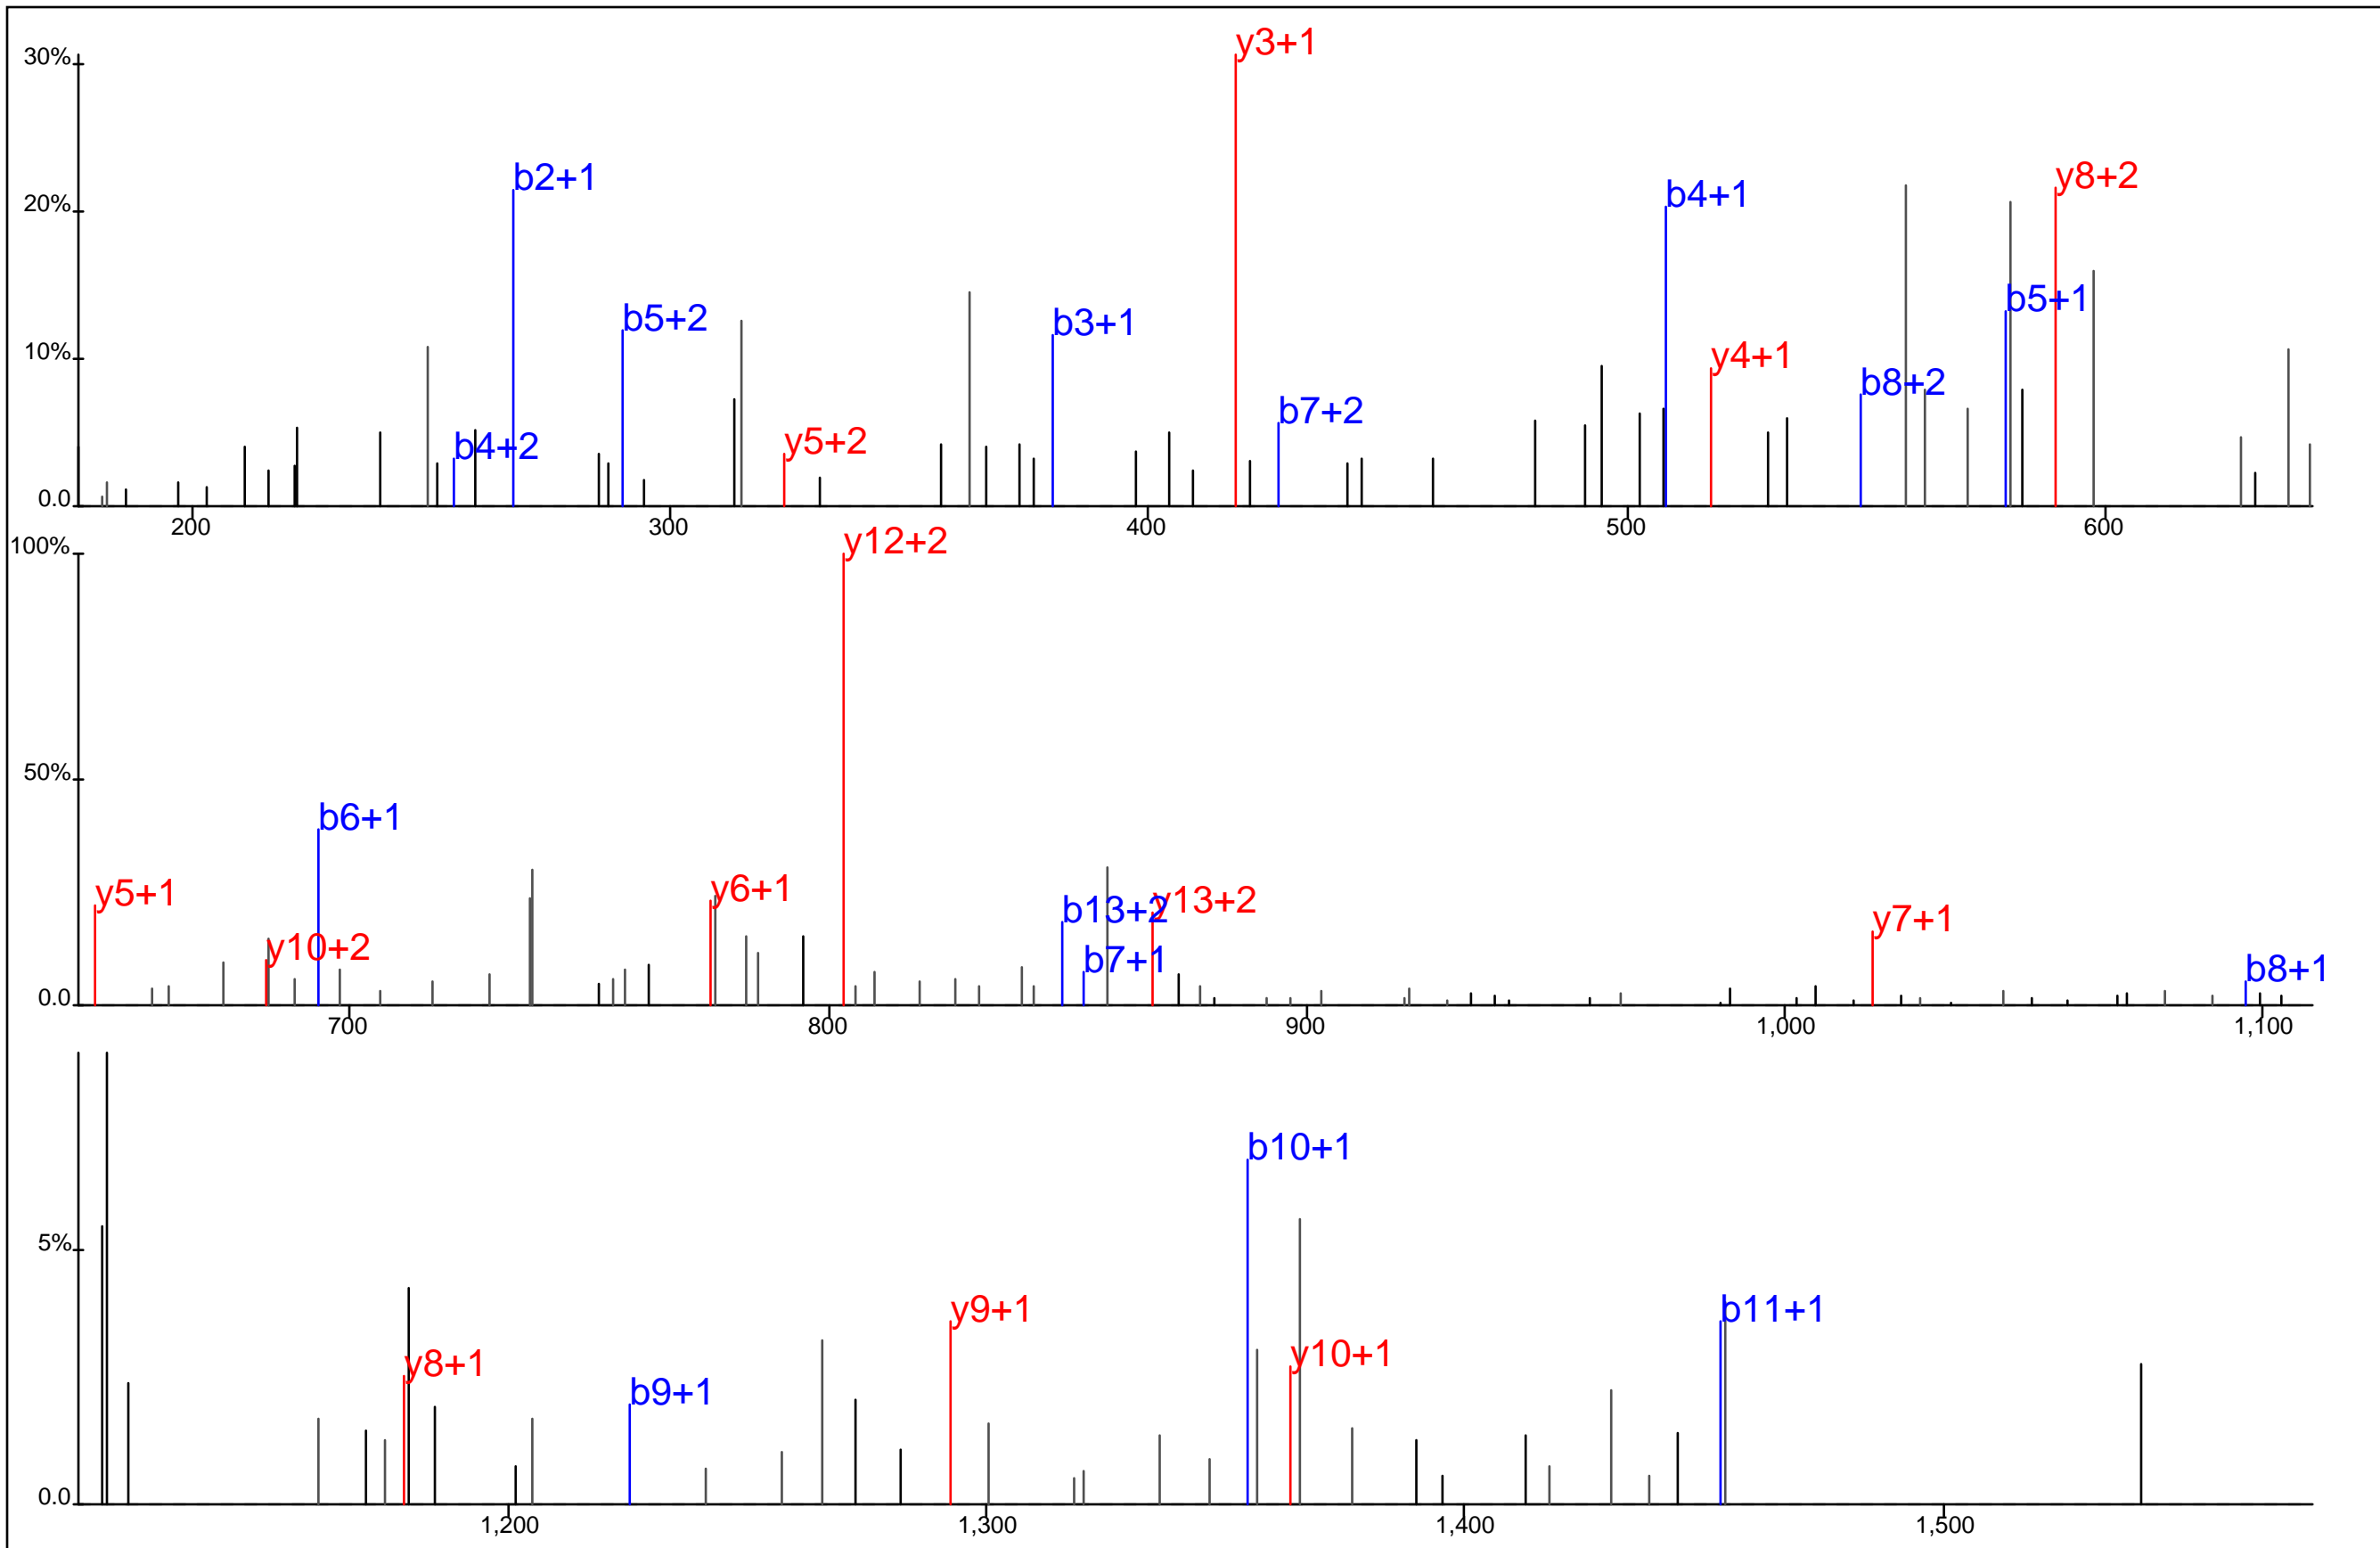 30%
y3+1
b2+1
y8+2
20%
b4+1
b5+2
b3+1
b5+1
10%
y4+1
b8+2
b7+2
b4+2
y5+2
0.0
200
300
400
500
600
100%
y12+2
50%
b6+1
y5+1
y6+1
b13+2
y13+2
y7+1
y10+2
b7+1
b8+1
0.0
700
800
900
1,000
1,100
b10+1
5%
y9+1
b11+1
y8+1
y10+1
b9+1
0.0
1,200
1,300
1,400
1,500